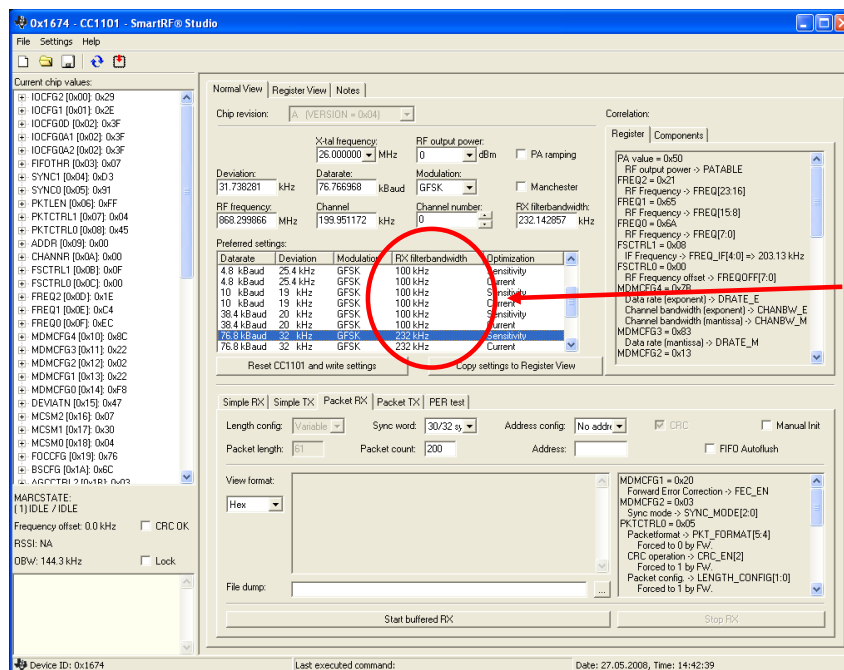 0x1674 - CC1101 - SmartRF® Studio
File Settings Help
Current chip values:
IOCFG2 [0x00]: 0x29
IOCFG1 [0x01]: 0x2E
IOCFG0D [0x02]: 0x3F
IOCFG0A1 [0x02]: 0x3F
IOCFG0A2 [0x02]: 0x3F
FIFOTHR [0x03]: 0x07
SYNC1 [0x04]: 0xD3
SYNC0 [0x05]: 0x91
PKTLEN [0x06]: 0xFF
PKTCTRL1 [0x07]: 0x04
PKTCTRL0 [0x08]: 0x45
ADDR [0x09]: 0x00
CHANNR [0x0A]: 0x00
FSCTRL1 [0x0B]: 0x0F
FSCTRL0 [0x0C]: 0x00
FREQ2 [0x0D]: 0x1E
FREQ1 [0x0E]: 0xC4
FREQ0 [0x0F]: 0xEC
MDMCFG4 [0x10]: 0x8C
MDMCFG3 [0x11]: 0x22
MDMCFG2 [0x12]: 0x02
MDMCFG1 [0x13]: 0x22
MDMCFG0 [0x14]: 0xF8
DEVIATN [0x15]: 0x47
MCSM2 [0x16]: 0x07
MCSM1 [0x17]: 0x30
MCSM0 [0x18]: 0x04
FOCCFG [0x19]: 0x76
BSCFG [0x1A]: 0x6C
AGCCTRL2 [0x1B]: 0x03
MARCSTATE:
(1) IDLE / IDLE
Frequency offset: 0.0 kHz CRC OK
RSSI: NA
OBW: 144.3 kHz Lock
Normal View Register View Notes
Chip revision: A (VERSION = 0x04)
X-tal frequency: RF output power:
26.000000 MHz 0 dBm PA ramping
Deviation: Datarate: Modulation:
31.738281 kHz 76.766968 kBaud GFSK Manchester
RF frequency: Channel Channel number: RX filterbandwidth:
868.299866 MHz 199.951172 kHz 0 232.142857 kHz
Preferred settings:
Datarate Deviation Modulation RX filterbandwidth Optimization
4.8 kBaud 25.4 kHz GFSK 100 kHz Sensitivity
4.8 kBaud 25.4 kHz GFSK 100 kHz Current
10 kBaud 19 kHz GFSK 100 kHz Sensitivity
10 kBaud 19 kHz GFSK 100 kHz Current
38.4 kBaud 20 kHz GFSK 100 kHz Sensitivity
38.4 kBaud 20 kHz GFSK 100 kHz Current
76.8 kBaud 32 kHz GFSK 232 kHz Sensitivity
76.8 kBaud 32 kHz GFSK 232 kHz Current
Reset CC1101 and write settings Copy settings to Register View
Correlation:
Register Components
PA value = 0x50
RF output power -> PATABLE
FREQ2 = 0x21
RF Frequency -> FREQ[23:16]
FREQ1 = 0x65
RF Frequency -> FREQ[15:8]
FREQ0 = 0x6A
RF Frequency -> FREQ[7:0]
FSCTRL1 = 0x08
IF Frequency -> FREQ_IF[4:0] => 203.13 kHz
FSCTRL0 = 0x00
RF Frequency offset -> FREQOFF[7:0]
MDMCFG4 = 0x7B
Data rate (exponent) -> DRATE_E
Channel bandwidth (exponent) -> CHANBW_E
Channel bandwidth (mantissa) -> CHANBW_M
MDMCFG3 = 0x83
Data rate (mantissa) -> DRATE_M
MDMCFG2 = 0x13
Simple RX Simple TX Packet RX Packet TX PER test
Length config: Variable Sync word: 30/32 sy Address config: No addre CRC Manual Init
Packet length: 61 Packet count: 200 Address: FIFO Autoflush
View format:
Hex
File dump: ...
MDMCFG1 = 0x20
Forward Error Correction -> FEC_EN
MDMCFG2 = 0x03
Sync mode -> SYNC_MODE[2:0]
PKTCTRL0 = 0x05
Packetformat -> PKT_FORMAT[5:4]
Forced to 0 by FW.
CRC operation -> CRC_EN[2]
Forced to 1 by FW.
Packet config. -> LENGTH_CONFIG[1:0]
Forced to 1 by FW.
Start buffered RX Stop RX
Device ID: 0x1674 Last executed command: Date: 27.05.2008, Time: 14:42:39